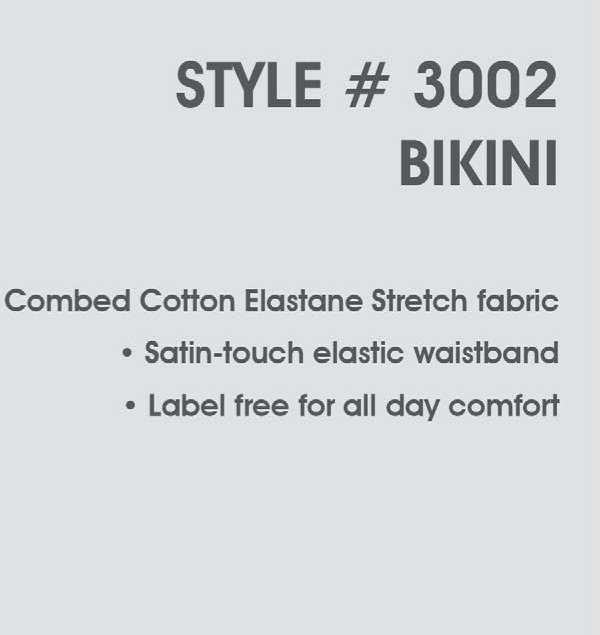 STYLE # 3002
BIKINI
Combed Cotton Elastane Stretch fabric
• Satin-touch elastic waistband
• Label free for all day comfort